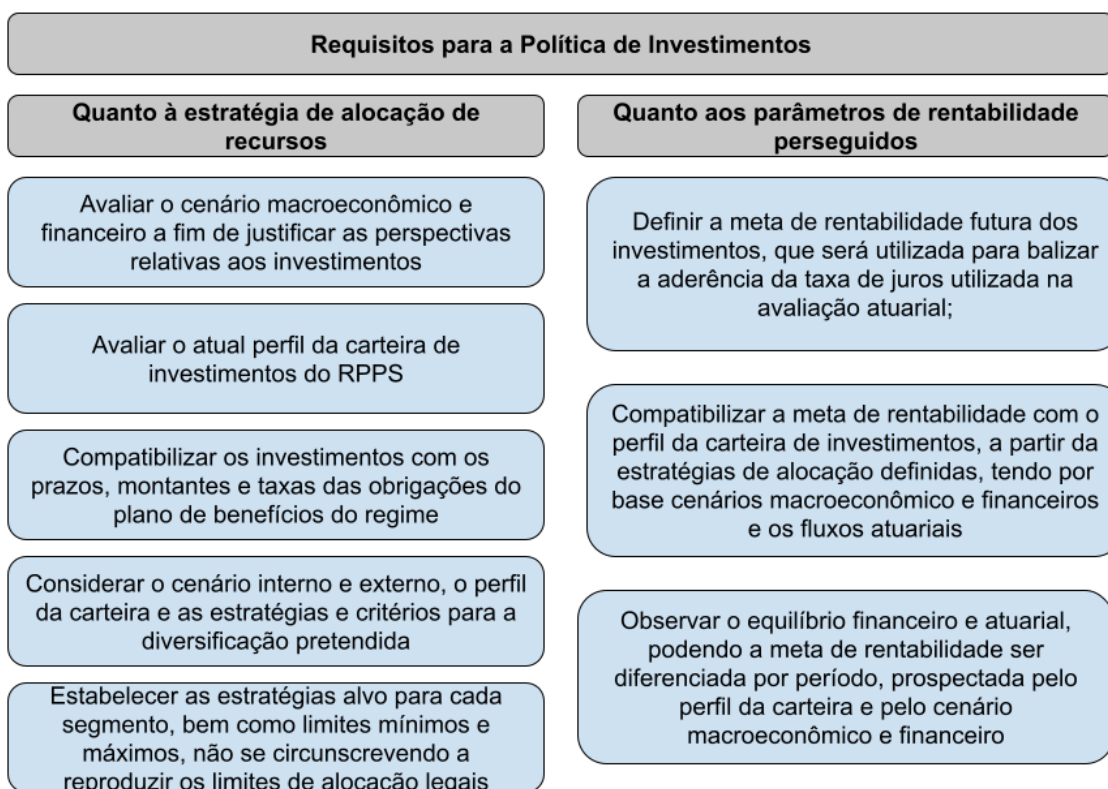 Requisitos para a Política de Investimentos
Quanto à estratégia de alocação de
recursos
Avaliar o cenário macroeconômico e
financeiro a fim de justificar as perspectivas
relativas aos investimentos
Avaliar o atual perfil da carteira de
investimentos do RPPS
Compatibilizar os investimentos com os
prazos, montantes e taxas das obrigações do
plano de benefícios do regime
Considerar o cenário interno e externo, o perfil
da carteira e as estratégias e critérios para a
diversificação pretendida
Estabelecer as estratégias alvo para cada
segmento, bem como limites mínimos e
máximos, não se circunscrevendo a
reproduzir os limites de alocação legais
Quanto aos parâmetros de rentabilidade
perseguidos
Definir a meta de rentabilidade futura dos
investimentos, que será utilizada para balizar
a aderência da taxa de juros utilizada na
avaliação atuarial;
Compatibilizar a meta de rentabilidade com o
perfil da carteira de investimentos, a partir da
estratégias de alocação definidas, tendo por
base cenários macroeconômico e financeiros
e os fluxos atuariais
Observar o equilíbrio financeiro e atuarial,
podendo a meta de rentabilidade ser
diferenciada por período, prospectada pelo
perfil da carteira e pelo cenário
macroeconômico e financeiro